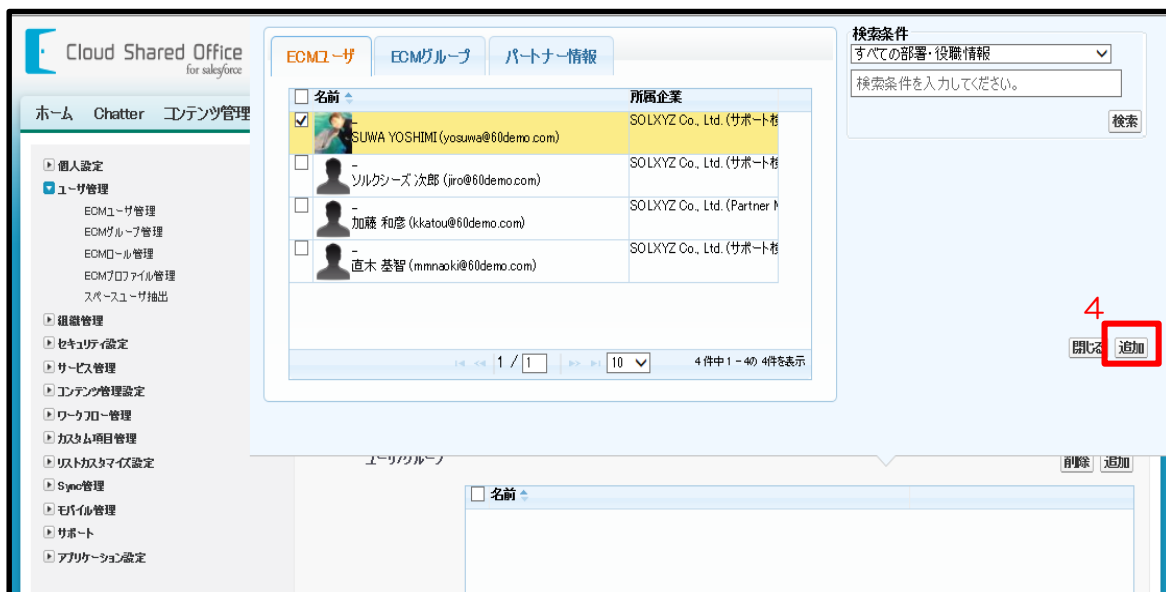 Cloud Shared Office
for salesforce
ホーム Chatter コンテンツ管理
個人設定
ユーザ管理
ECMユーザ管理
ECMグループ管理
ECMロール管理
ECMプロファイル管理
スペースユーザ抽出
組織管理
セキュリティ設定
サービス管理
コンテンツ管理設定
ワークフロー管理
カスタム項目管理
リストカスタマイズ設定
Sync管理
モバイル管理
サポート
アプリケーション設定
ECMユーザ ECMグループ パートナー情報
名前 所属企業
-
SUWA YOSHIMI (yosuwa@60demo.com) SOLXYZ Co., Ltd. (サポート検
-
ソルクシーズ 次郎 (jiro@60demo.com) SOLXYZ Co., Ltd. (サポート検
-
加藤 和彦 (kkatou@60demo.com) SOLXYZ Co., Ltd. (Partner N
-
直木 基智 (mmnaoki@60demo.com) SOLXYZ Co., Ltd. (サポート検
1 / 1 10 4 件中 1 - 4の 4件を表示
検索条件
すべての部署・役職情報
検索条件を入力してください。
検索
4
閉じる 追加
ユーザ/グループ 削除 追加
名前